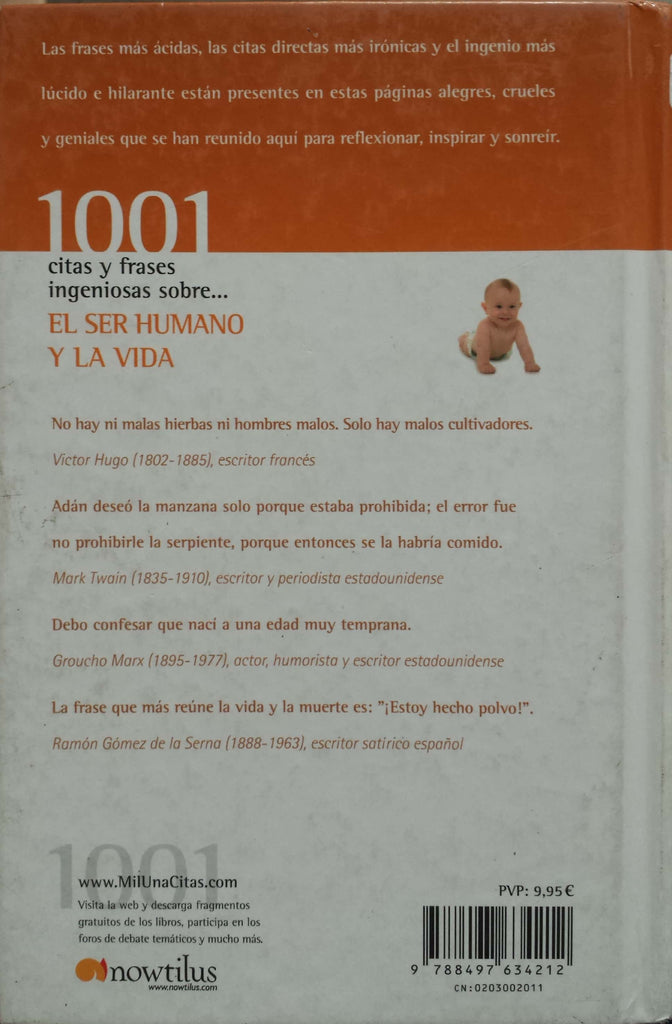 Las frases más ácidas, las citas directas más irónicas y el ingenio más
lúcido e hilarante están presentes en estas páginas alegres, crueles
y geniales que se han reunido aquí para reflexionar, inspirar y sonreír.
1001
citas y frases
ingeniosas sobre...
EL SER HUMANO
Y LA VIDA
No hay ni malas hierbas ni hombres malos. Solo hay malos cultivadores.
Victor Hugo (1802-1885), escritor francés
Adán deseó la manzana solo porque estaba prohibida; el error fue
no prohibirle la serpiente, porque entonces se la habría comido.
Mark Twain (1835-1910), escritor y periodista estadounidense
Debo confesar que nací a una edad muy temprana.
Groucho Marx (1895-1977), actor, humorista y escritor estadounidense
La frase que más reúne la vida y la muerte es: "¡Estoy hecho polvo!".
Ramón Gómez de la Serna (1888-1963), escritor satírico español
1001
www.MilUnaCitas.com
Visita la web y descarga fragmentos
gratuitos de los libros, participa en los
foros de debate temáticos y mucho más.
nowtilus
www.nowtilus.com
PVP: 9,95 €
9 788497 634212
CN:0203002011